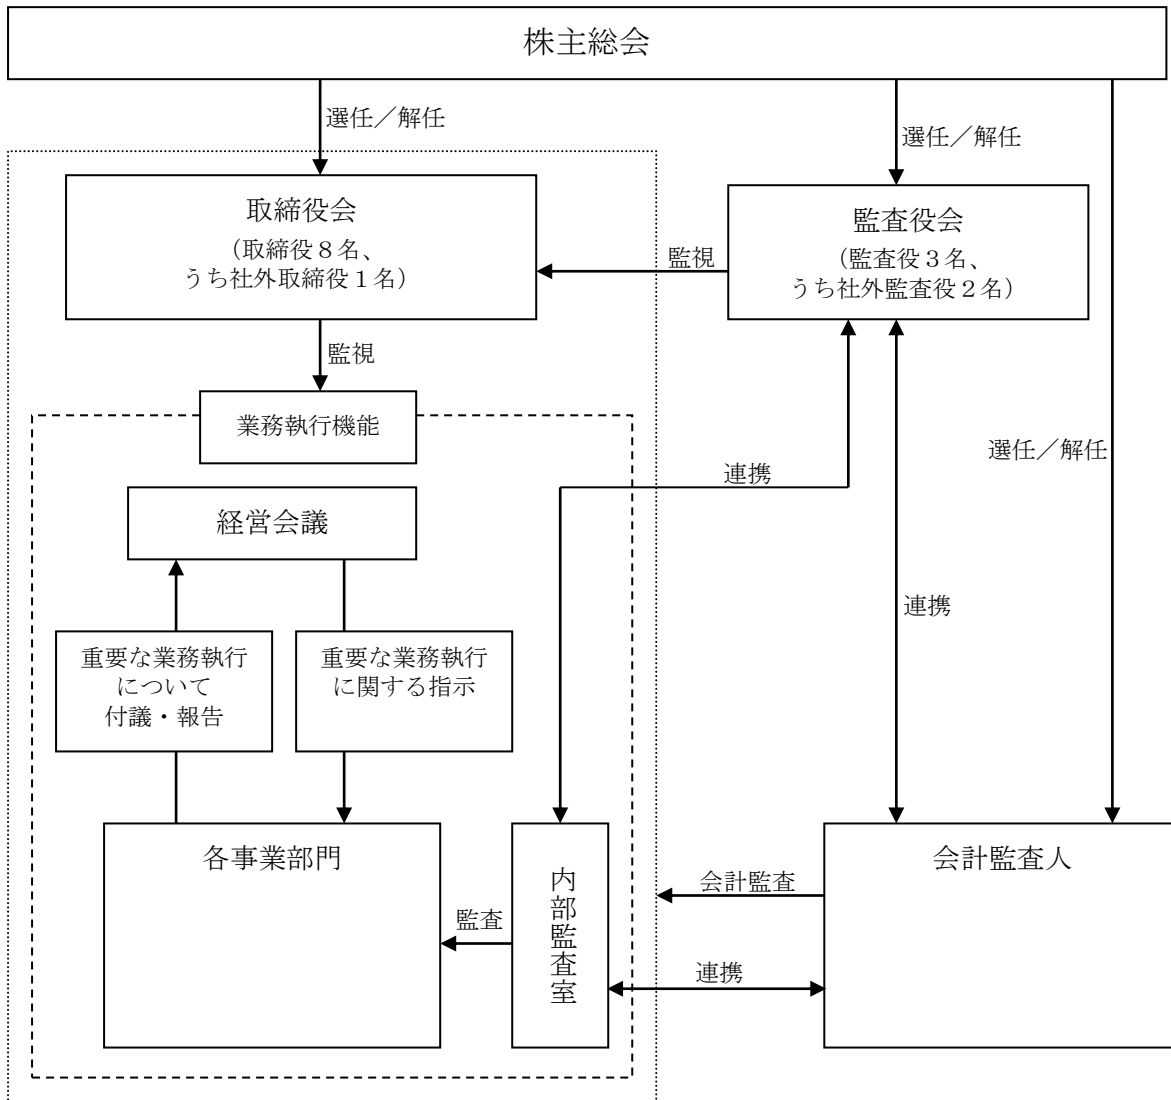 株主総会
選任／解任
選任／解任
取締役会
（取締役８名、
うち社外取締役１名）
監視
監査役会
（監査役３名、
うち社外監査役２名）
監視
業務執行機能
選任／解任
連携
経営会議
連携
重要な業務執行
について
付議・報告
重要な業務執行
に関する指示
各事業部門
監査
内部監査室
会計監査
会計監査人
連携